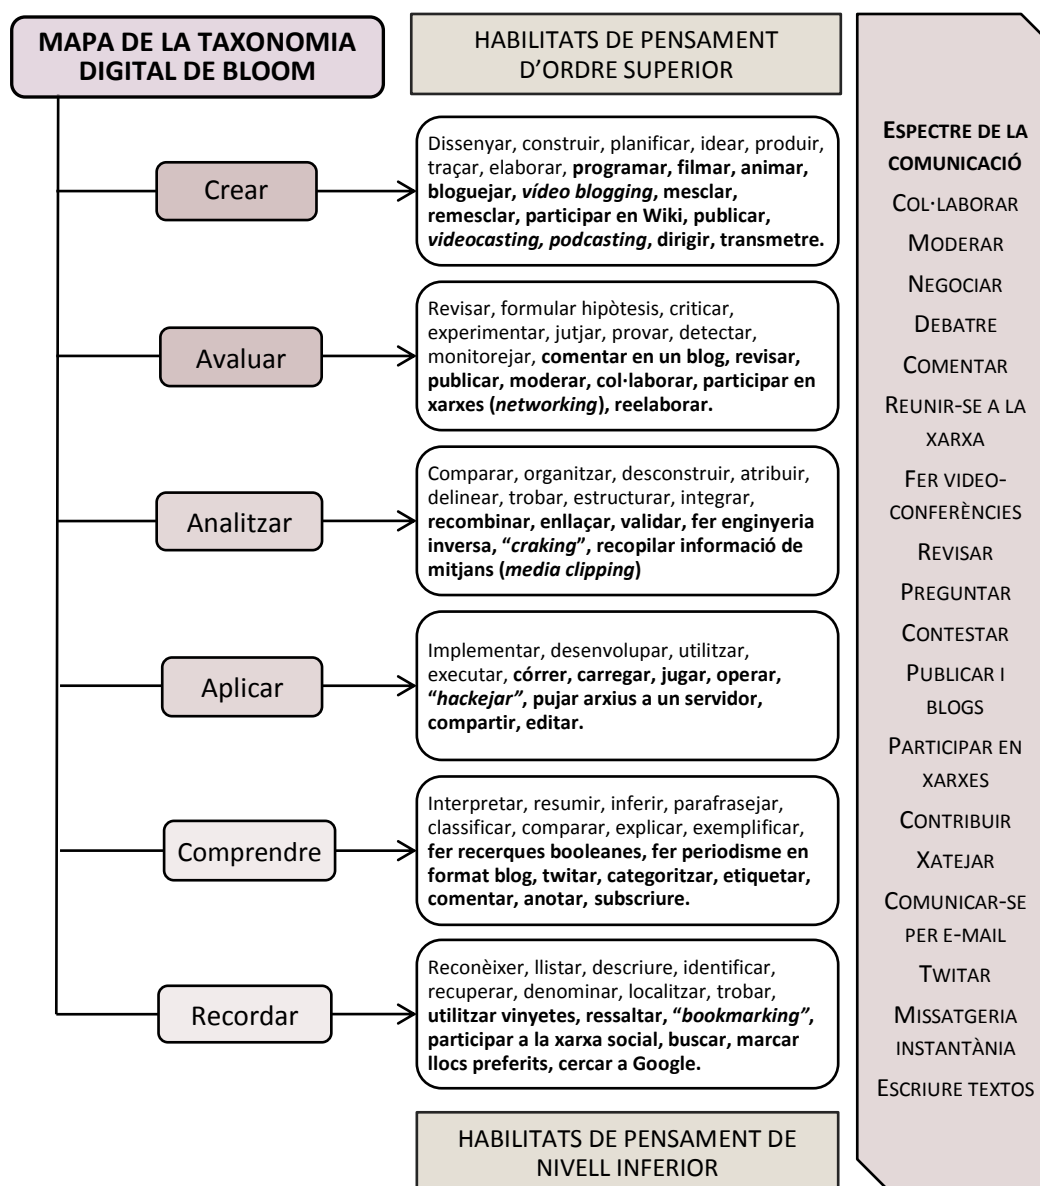 MAPA DE LA TAXONOMIA
DIGITAL DE BLOOM
HABILITATS DE PENSAMENT
D'ORDRE SUPERIOR
Crear
Dissenyar, construir, planificar, idear, produir,
traçar, elaborar, programar, filmar, animar,
bloguejar, vídeo blogging, mesclar,
remesclar, participar en Wiki, publicar,
videocasting, podcasting, dirigir, transmetre.
Avaluar
Revisar, formular hipòtesis, criticar,
experimentar, jutjar, provar, detectar,
monitorejar, comentar en un blog, revisar,
publicar, moderar, col·laborar, participar en
xarxes (networking), reelaborar.
Analitzar
Comparar, organitzar, desconstruir, atribuir,
delinear, trobar, estructurar, integrar,
recombinar, enllaçar, validar, fer enginyeria
inversa, “craking”, recopilar informació de
mitjans (media clipping)
Aplicar
Implementar, desenvolupar, utilitzar,
executar, córrer, carregar, jugar, operar,
“hackejar”, pujar arxius a un servidor,
compartir, editar.
Comprendre
Interpretar, resumir, inferir, parafrasejar,
classificar, comparar, explicar, exemplificar,
fer recerques booleanes, fer periodisme en
format blog, twitar, categoritzar, etiquetar,
comentar, anotar, subscriure.
Recordar
Reconèixer, llistar, descriure, identificar,
recuperar, denominar, localitzar, trobar,
utilitzar vinyetes, ressaltar, “bookmarking”,
participar a la xarxa social, buscar, marcar
llocs preferits, cercar a Google.
HABILITATS DE PENSAMENT DE
NIVELL INFERIOR
ESPECTRE DE LA
COMUNICACIÓ
COL·LABORAR
MODERAR
NEGOCIAR
DEBATRE
COMENTAR
REUNIR-SE A LA
XARXA
FER VIDEO-
CONFERÈNCIES
REVISAR
PREGUNTAR
CONTESTAR
PUBLICAR I
BLOGS
PARTICIPAR EN
XARXES
CONTRIBUIR
XATEJAR
COMUNICAR-SE
PER E-MAIL
TWITAR
MISSATGERIA
INSTANTÀNIA
ESCRIURE TEXTOS